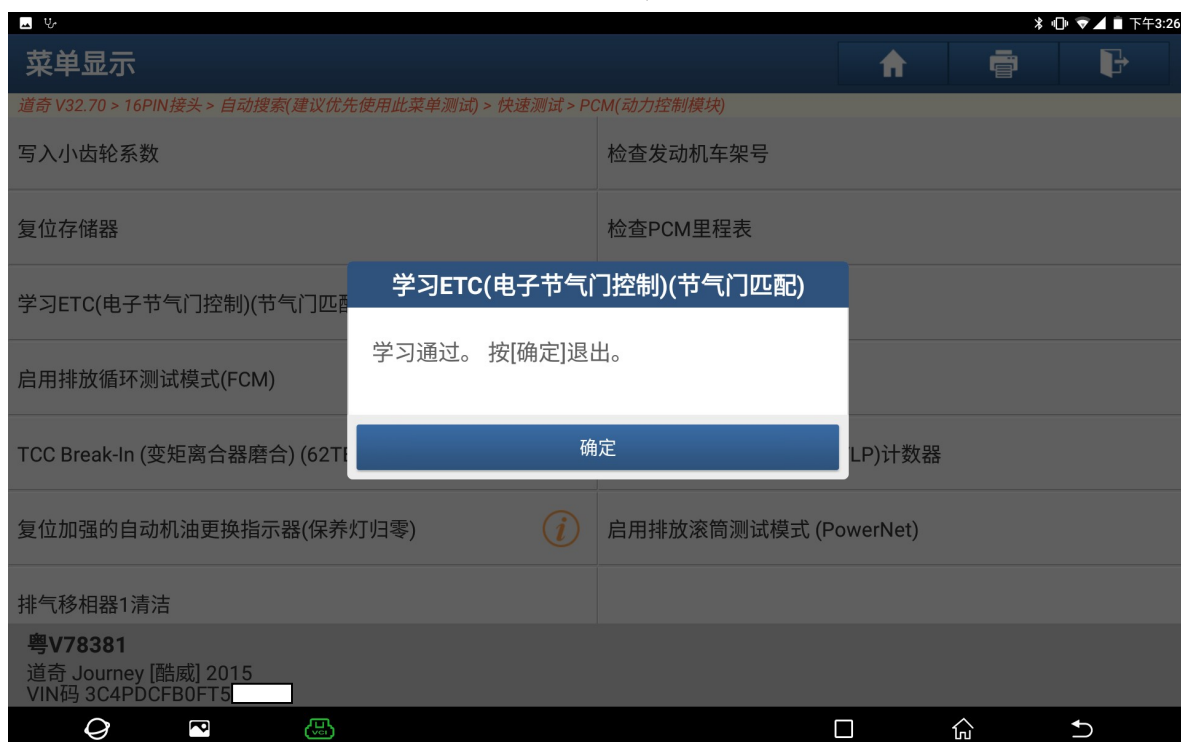 下午3:26
菜单显示
道奇 V32.70 > 16PIN接头 > 自动搜索(建议优先使用此菜单测试) > 快速测试 > PCM(动力控制模块)
写入小齿轮系数
检查发动机车架号
复位存储器
检查PCM里程表
学习ETC(电子节气门控制)(节气门匹配)
学习ETC(电子节气门控制)(节气门匹配
学习通过。 按[确定]退出。
启用排放循环测试模式(FCM)
确定
TCC Break-In (变矩离合器磨合) (62TE
LP)计数器
复位加强的自动机油更换指示器(保养灯归零)
i
启用排放滚筒测试模式 (PowerNet)
排气移相器1清洁
粤V78381
道奇 Journey [酷威] 2015
VIN码 3C4PDCFB0FT5
VCI